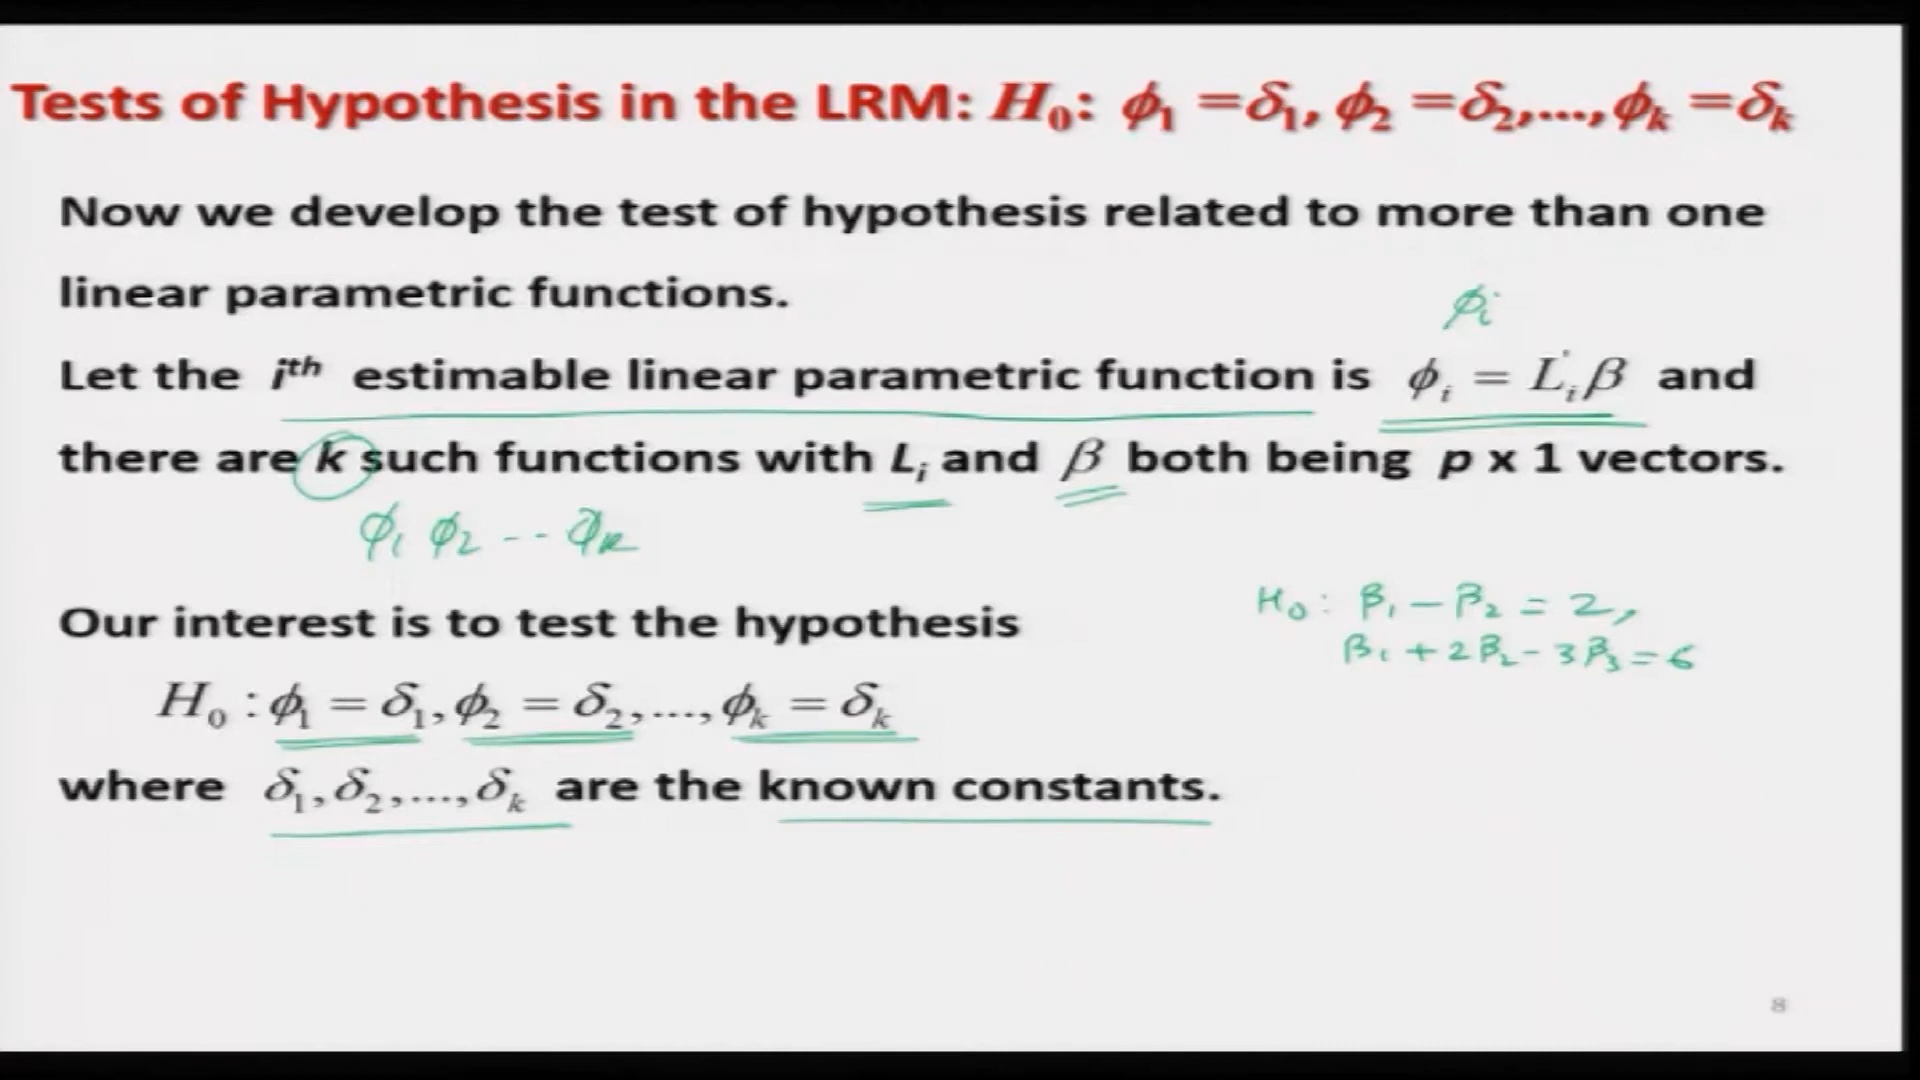 Tests of Hypothesis in the LRM: H₀: ϕ₁ =δ₁, ϕ₂ =δ₂,..., ϕₖ =δₖ
Now we develop the test of hypothesis related to more than one
linear parametric functions.
ϕᵢ
Let the iᵗʰ estimable linear parametric function is ϕᵢ = L'ᵢβ and
there are k such functions with Lᵢ and β both being p x 1 vectors.
ϕ₁ ϕ₂ -- ϕₖ
Our interest is to test the hypothesis
H₀ : β₁ − β₂ = 2,
β₁ + 2β₂ − 3β₃ = 6
H₀ : ϕ₁ = δ₁, ϕ₂ = δ₂,..., ϕₖ = δₖ
where δ₁, δ₂,..., δₖ are the known constants.
8